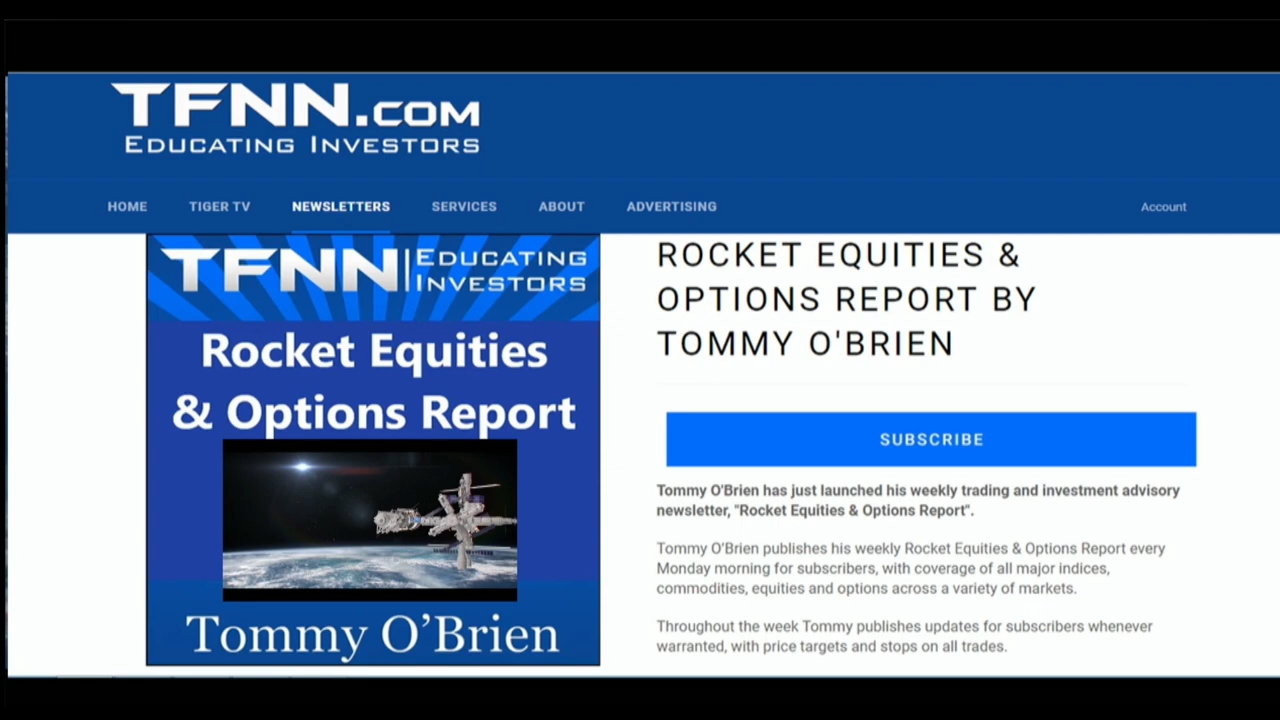 TFNN.COM
EDUCATING INVESTORS
HOME TIGER TV NEWSLETTERS SERVICES ABOUT ADVERTISING Account
TFNN EDUCATING
INVESTORS
Rocket Equities
& Options Report
Tommy O’Brien
ROCKET EQUITIES &
OPTIONS REPORT BY
TOMMY O'BRIEN
SUBSCRIBE
Tommy O'Brien has just launched his weekly trading and investment advisory
newsletter, "Rocket Equities & Options Report".
Tommy O’Brien publishes his weekly Rocket Equities & Options Report every
Monday morning for subscribers, with coverage of all major indices,
commodities, equities and options across a variety of markets.
Throughout the week Tommy publishes updates for subscribers whenever
warranted, with price targets and stops on all trades.